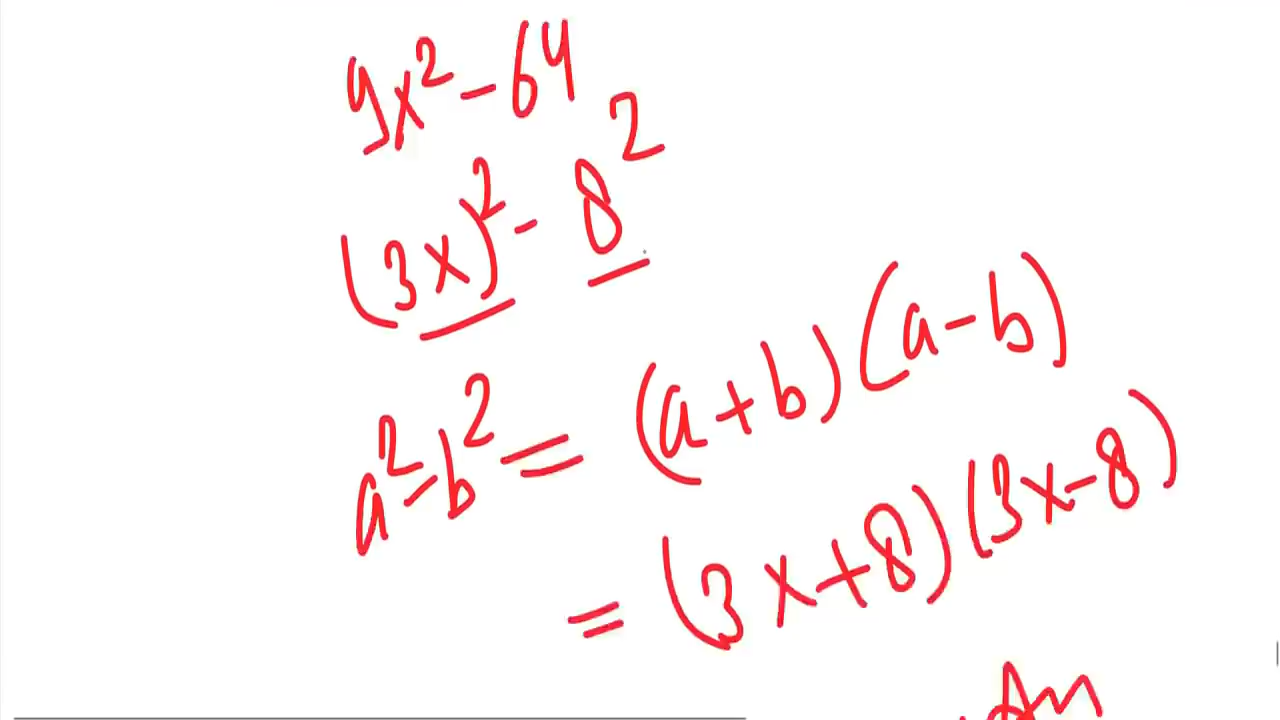 9x² - 64
(3x)² - 8²
a² - b² = (a+b)(a-b)
= (3x+8)(3x-8)